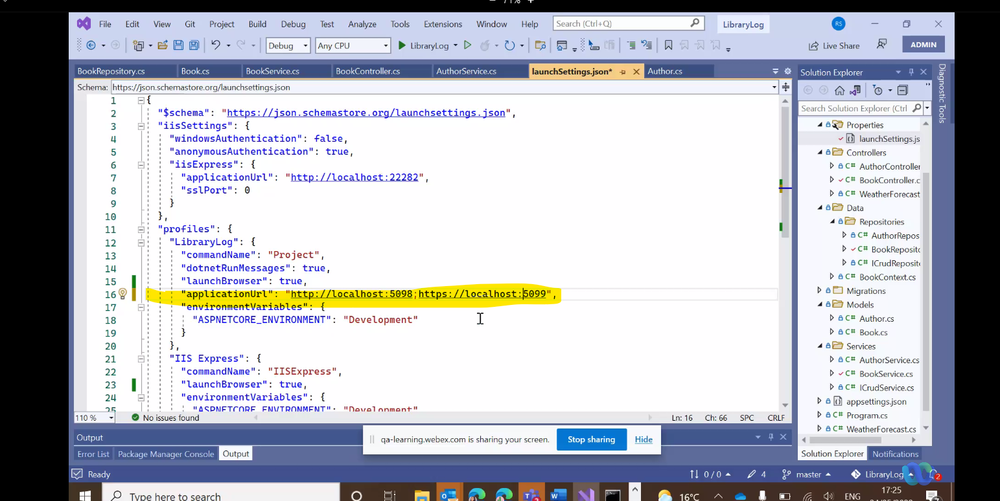 File Edit View Git Project Build Debug Test Analyze Tools Extensions Window Help Search (Ctrl+Q) LibraryLog RS
Debug Any CPU LibraryLog Live Share ADMIN
BookRepository.cs Book.cs BookService.cs BookController.cs AuthorService.cs launchSettings.json* Author.cs
Schema: https://json.schemastore.org/launchsettings.json
1 {
2 "$schema": "https://json.schemastore.org/launchsettings.json",
3 "iisSettings": {
4 "windowsAuthentication": false,
5 "anonymousAuthentication": true,
6 "iisExpress": {
7 "applicationUrl": "http://localhost:22282",
8 "sslPort": 0
9 }
10 },
11 "profiles": {
12 "LibraryLog": {
13 "commandName": "Project",
14 "dotnetRunMessages": true,
15 "launchBrowser": true,
16 "applicationUrl": "http://localhost:5098;https://localhost:5099",
17 "environmentVariables": {
18 "ASPNETCORE_ENVIRONMENT": "Development"
19 }
20 },
21 "IIS Express": {
22 "commandName": "IISExpress",
23 "launchBrowser": true,
24 "environmentVariables": {
25 "ASPNETCORE_ENVIRONMENT": "Development"
110 % No issues found Ln: 16 Ch: 66 SPC CRLF
Solution Explorer
Search Solution Explorer (Ctrl
Properties
launchSettings.js
Controllers
C# AuthorController
C# BookController.c
C# WeatherForecast
Data
Repositories
C# AuthorRepos
C# BookReposito
C# ICrudReposit
C# BookContext.cs
Migrations
Models
C# Author.cs
C# Book.cs
Services
C# AuthorService.cs
C# BookService.cs
C# ICrudService.cs
appsettings.json
C# Program.cs
C# WeatherForecast.cs
Solution Explorer Notifications
Diagnostic Tools
Output
qa-learning.webex.com is sharing your screen. Stop sharing Hide
Error List Package Manager Console Output
Ready 0 / 0 4 master LibraryLog 2
Type here to search 16°C ENG 17:25